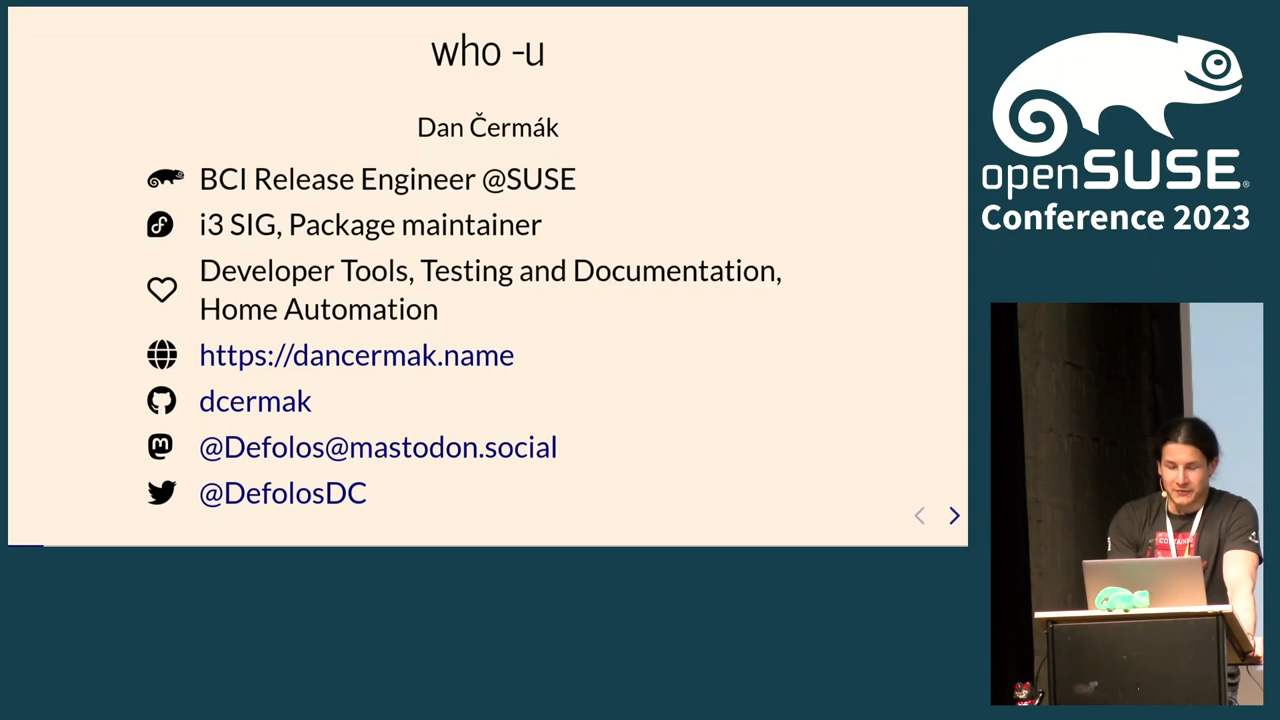 who -u
Dan Čermák
BCI Release Engineer @SUSE
i3 SIG, Package maintainer
Developer Tools, Testing and Documentation,
Home Automation
https://dancermak.name
dcermak
@Defolos@mastodon.social
@DefolosDC
openSUSE
Conference 2023
CONTAINER